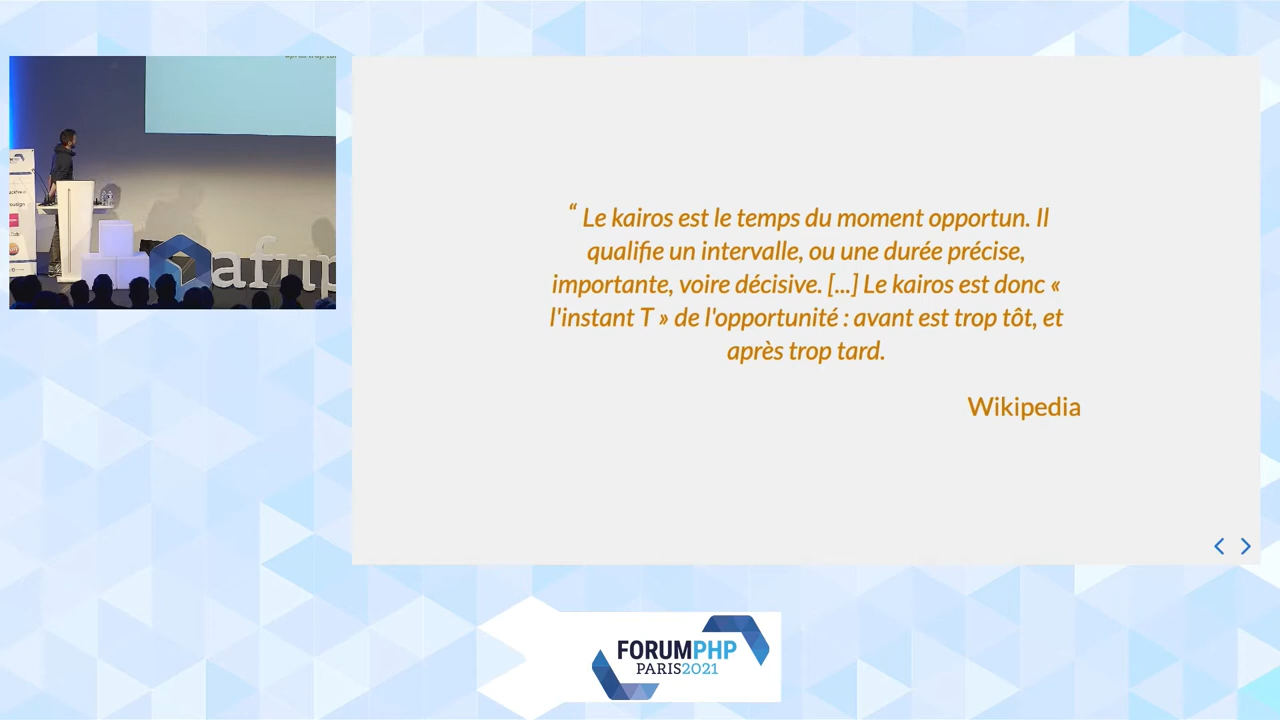 “ Le kairos est le temps du moment opportun. Il
qualifie un intervalle, ou une durée précise,
importante, voire décisive. [...] Le kairos est donc «
l'instant T » de l'opportunité : avant est trop tôt, et
après trop tard.
Wikipedia
afup
FORUMPHP
PARIS2021